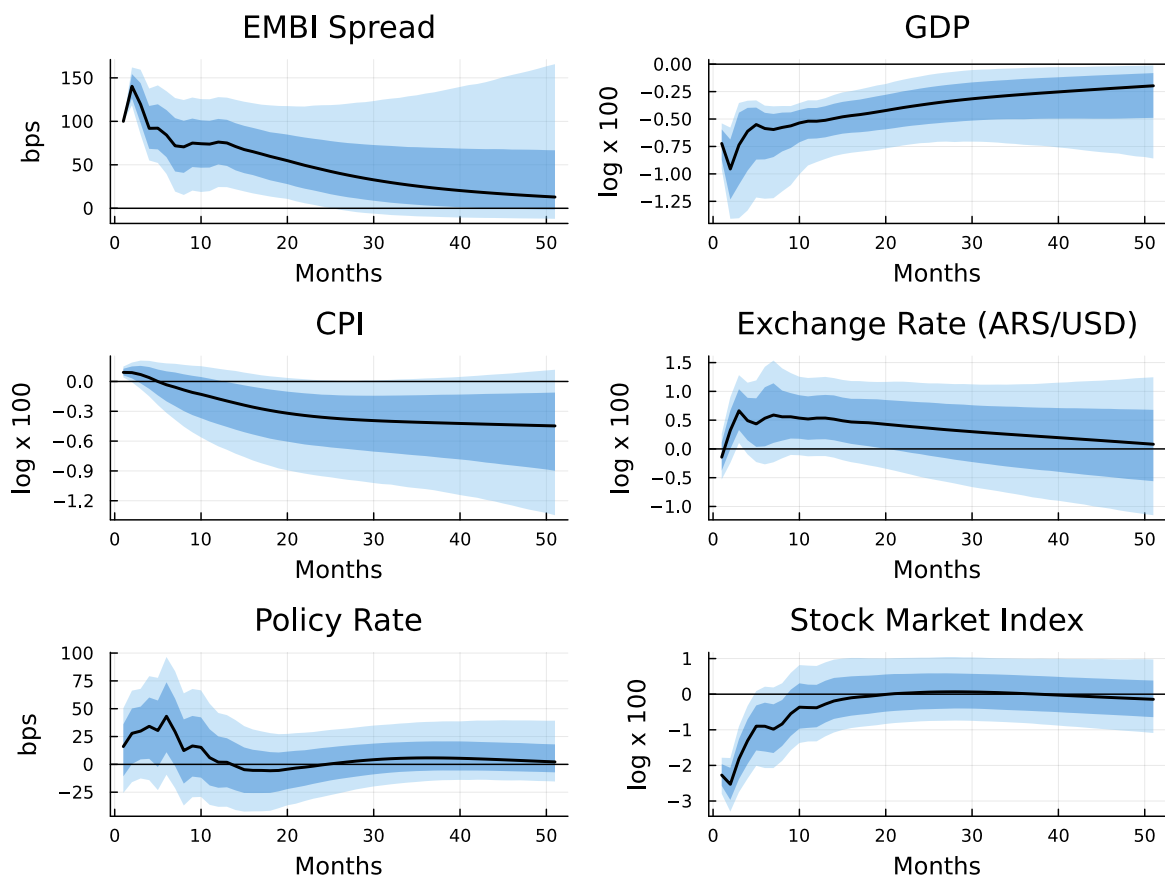 EMBI Spread
bps
150
100
50
0
0 10 20 30 40 50
Months
GDP
log x 100
0.00
−0.25
−0.50
−0.75
−1.00
−1.25
0 10 20 30 40 50
Months
CPI
log x 100
0.0
−0.3
−0.6
−0.9
−1.2
0 10 20 30 40 50
Months
Exchange Rate (ARS/USD)
log x 100
1.5
1.0
0.5
0.0
−0.5
−1.0
0 10 20 30 40 50
Months
Policy Rate
bps
100
75
50
25
0
−25
0 10 20 30 40 50
Months
Stock Market Index
log x 100
1
0
−1
−2
−3
0 10 20 30 40 50
Months